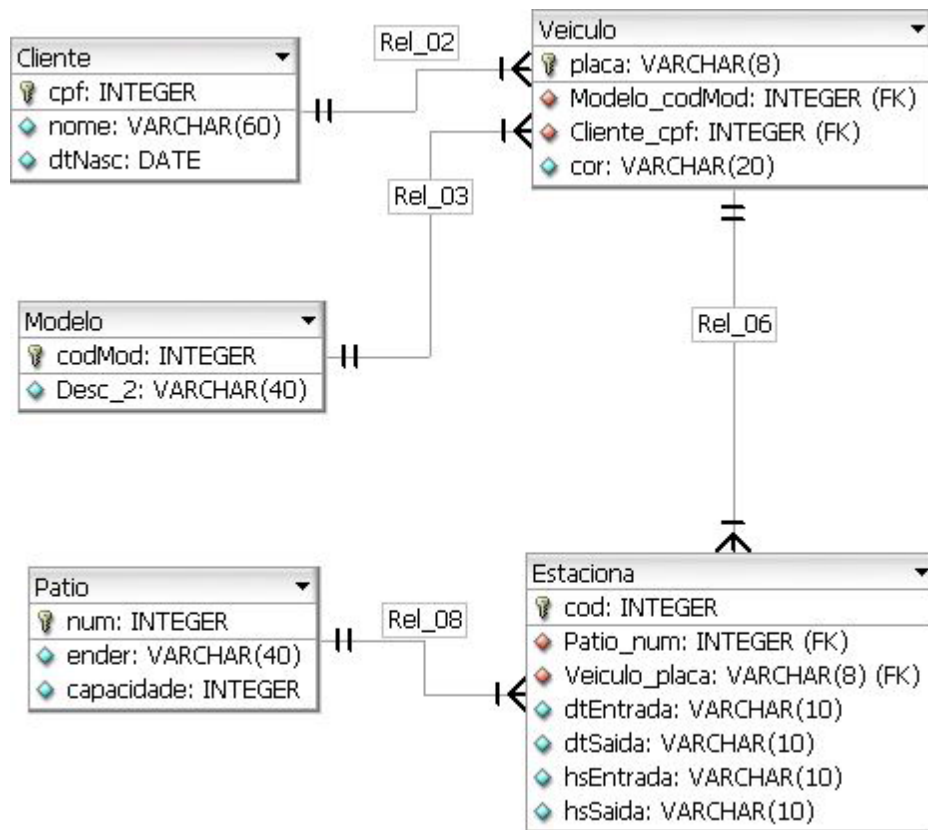 Cliente
cpf: INTEGER
nome: VARCHAR(60)
dtNasc: DATE
Rel_02
Veiculo
placa: VARCHAR(8)
Modelo_codMod: INTEGER (FK)
Cliente_cpf: INTEGER (FK)
cor: VARCHAR(20)
Rel_03
Modelo
codMod: INTEGER
Desc_2: VARCHAR(40)
Rel_06
Patio
num: INTEGER
ender: VARCHAR(40)
capacidade: INTEGER
Rel_08
Estaciona
cod: INTEGER
Patio_num: INTEGER (FK)
Veiculo_placa: VARCHAR(8) (FK)
dtEntrada: VARCHAR(10)
dtSaida: VARCHAR(10)
hsEntrada: VARCHAR(10)
hsSaida: VARCHAR(10)